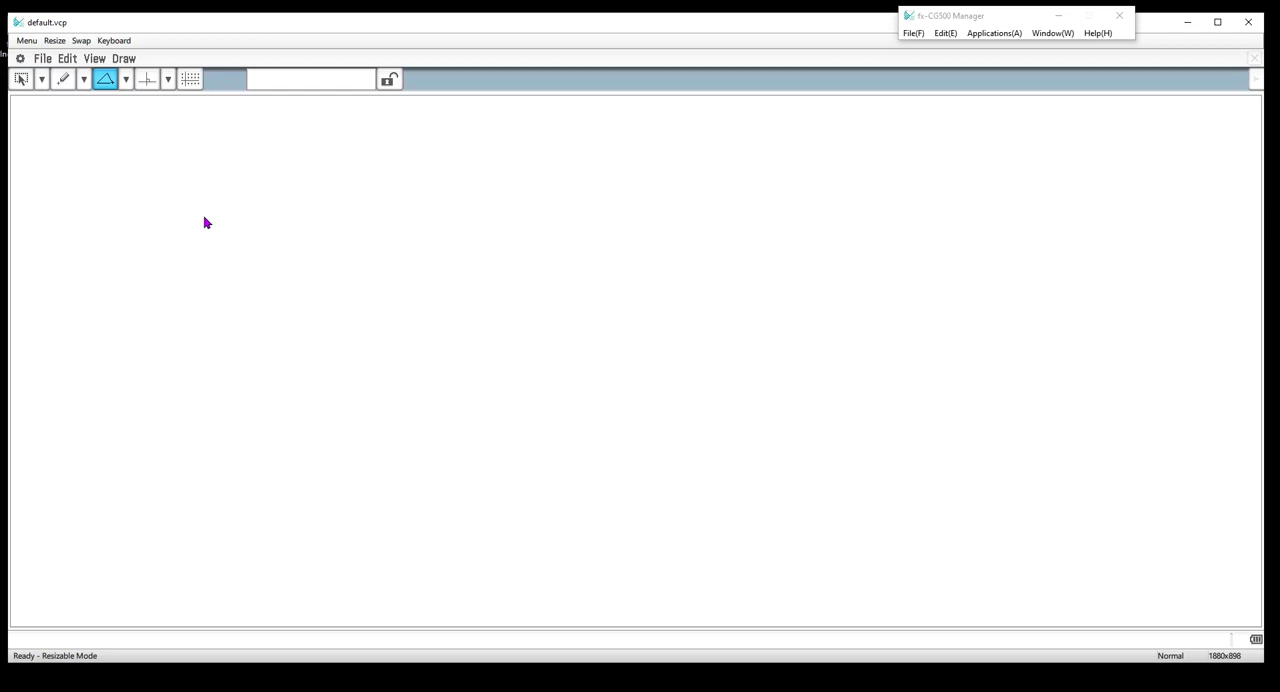 default.vcp
fx-CG500 Manager
File(F) Edit(E) Applications(A) Window(W) Help(H)
Menu Resize Swap Keyboard
File Edit View Draw
Ready - Resizable Mode
Normal 1880x898